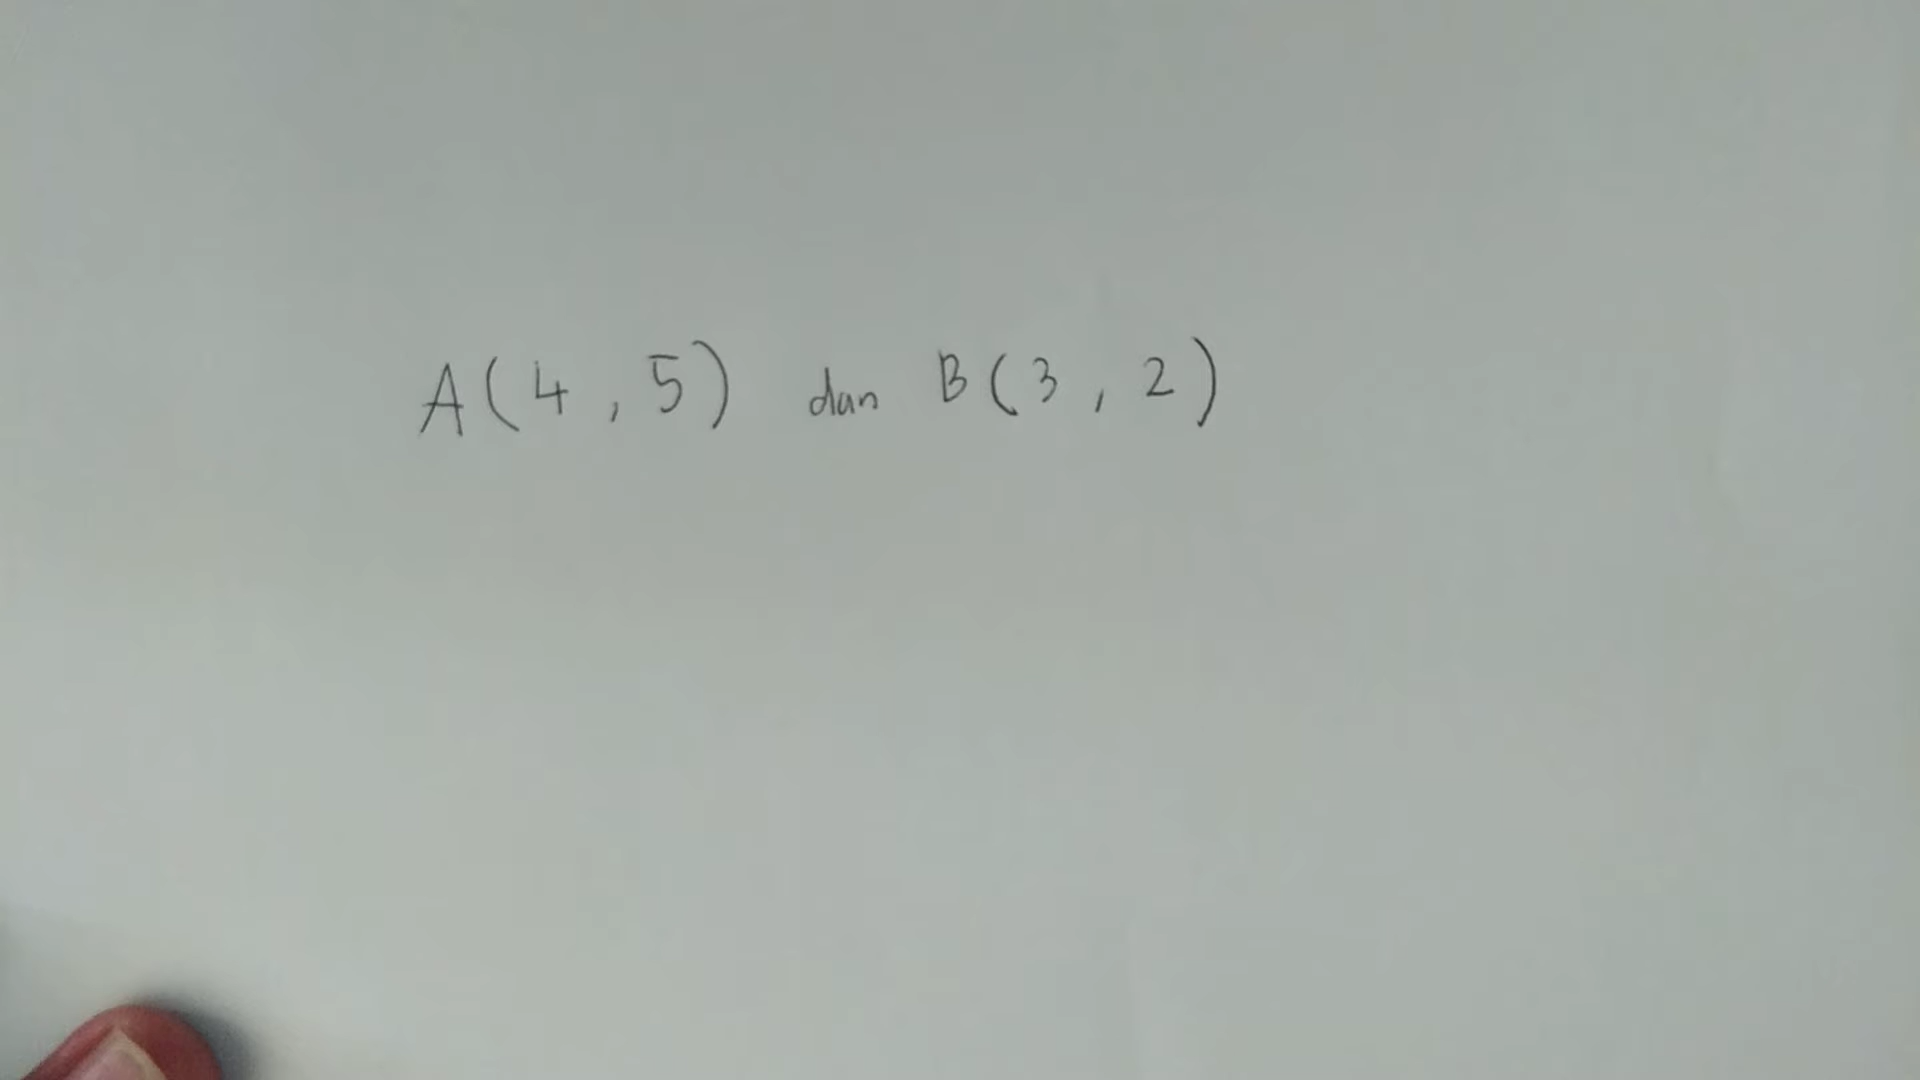 A(4, 5) dan B(3, 2)